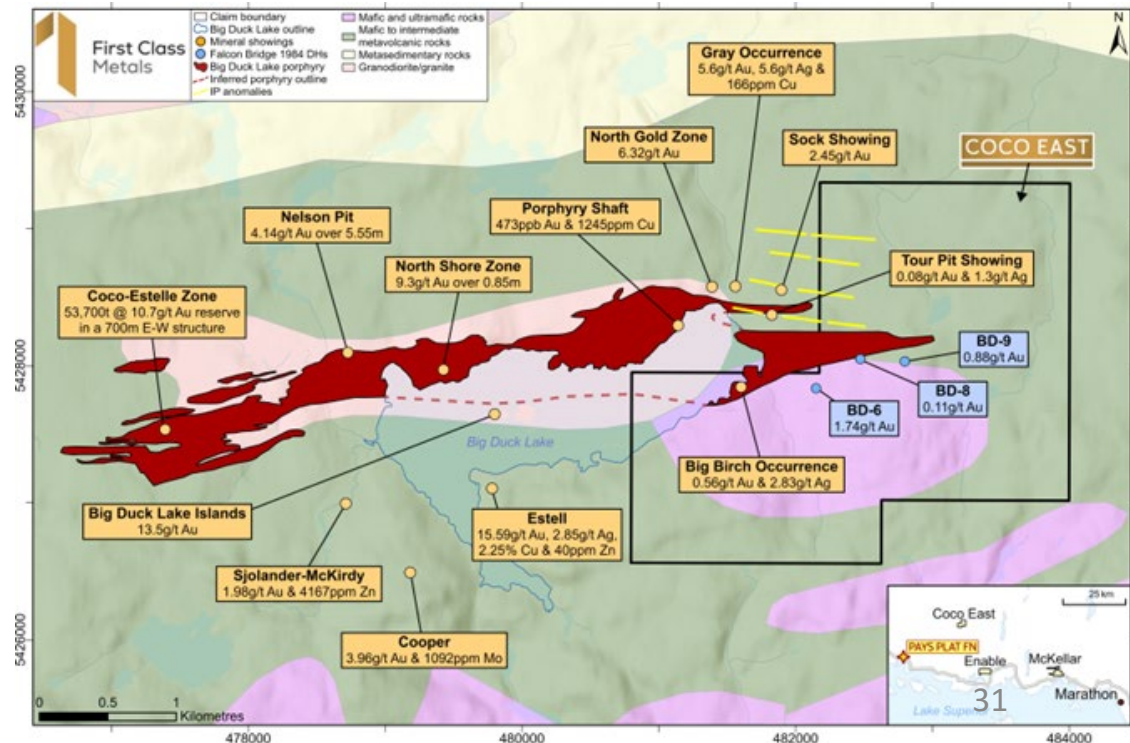 First Class
Metals
Claim boundary
Big Duck Lake outline
Mineral showings
Falcon Bridge 1984 DHs
Big Duck Lake porphyry
Inferred porphyry outline
IP anomalies
Mafic and ultramafic rocks
Mafic to intermediate
metavolcanic rocks
Metasedimentary rocks
Granodiorite/granite
N
5430000
Gray Occurrence
5.6g/t Au, 5.6g/t Ag &
166ppm Cu
North Gold Zone
6.32g/t Au
Sock Showing
2.45g/t Au
COCO EAST
Nelson Pit
4.14g/t Au over 5.55m
Porphyry Shaft
473ppb Au & 1245ppm Cu
North Shore Zone
9.3g/t Au over 0.85m
Tour Pit Showing
0.08g/t Au & 1.3g/t Ag
Coco-Estelle Zone
53,700t @ 10.7g/t Au reserve
in a 700m E-W structure
5428000
BD-9
0.88g/t Au
BD-8
0.11g/t Au
BD-6
1.74g/t Au
Big Duck Lake
Big Birch Occurrence
0.56g/t Au & 2.83g/t Ag
Big Duck Lake Islands
13.5g/t Au
Estell
15.59g/t Au, 2.85g/t Ag,
2.25% Cu & 40ppm Zn
Sjolander-McKirdy
1.98g/t Au & 4167ppm Zn
Cooper
3.96g/t Au & 1092ppm Mo
5426000
25 km
Coco East
PAYS PLAT FN
Enable
McKellar
Marathon
Lake Superior
31
0 0.5 1
Kilometres
478000 480000 482000 484000